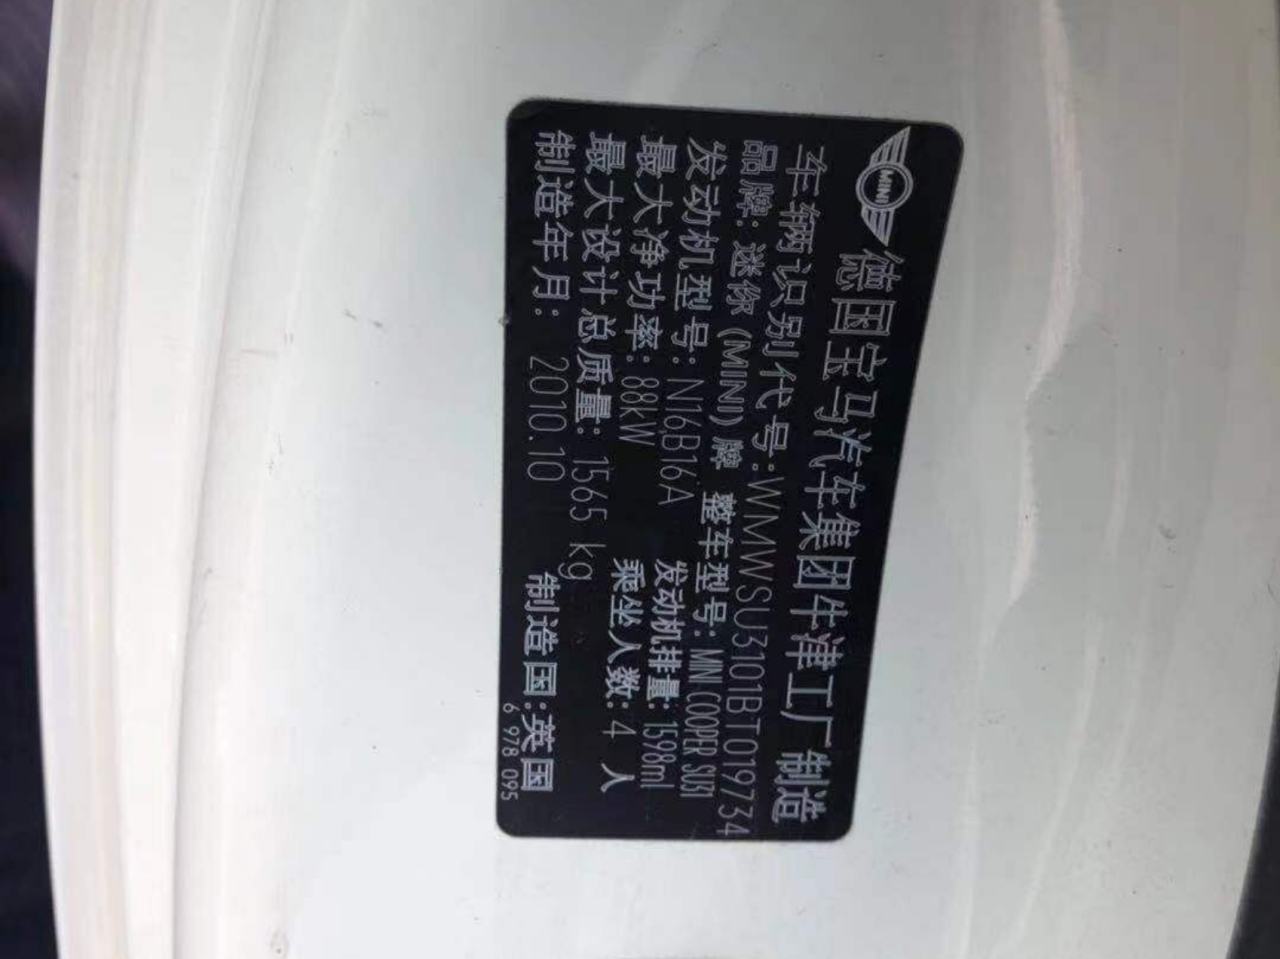 MINI
德国宝马汽车集团牛津工厂制造
车辆识别代号:WMWSU3101BT019734
品牌:迷你(MINI)牌 整车型号:MINI COOPER SU31
发动机型号:N16B16A 发动机排量:1598ml
最大净功率:88kW 乘坐人数:4 人
最大设计总质量:1565 kg
制造年月: 2010.10 制造国:英国
6 978 095